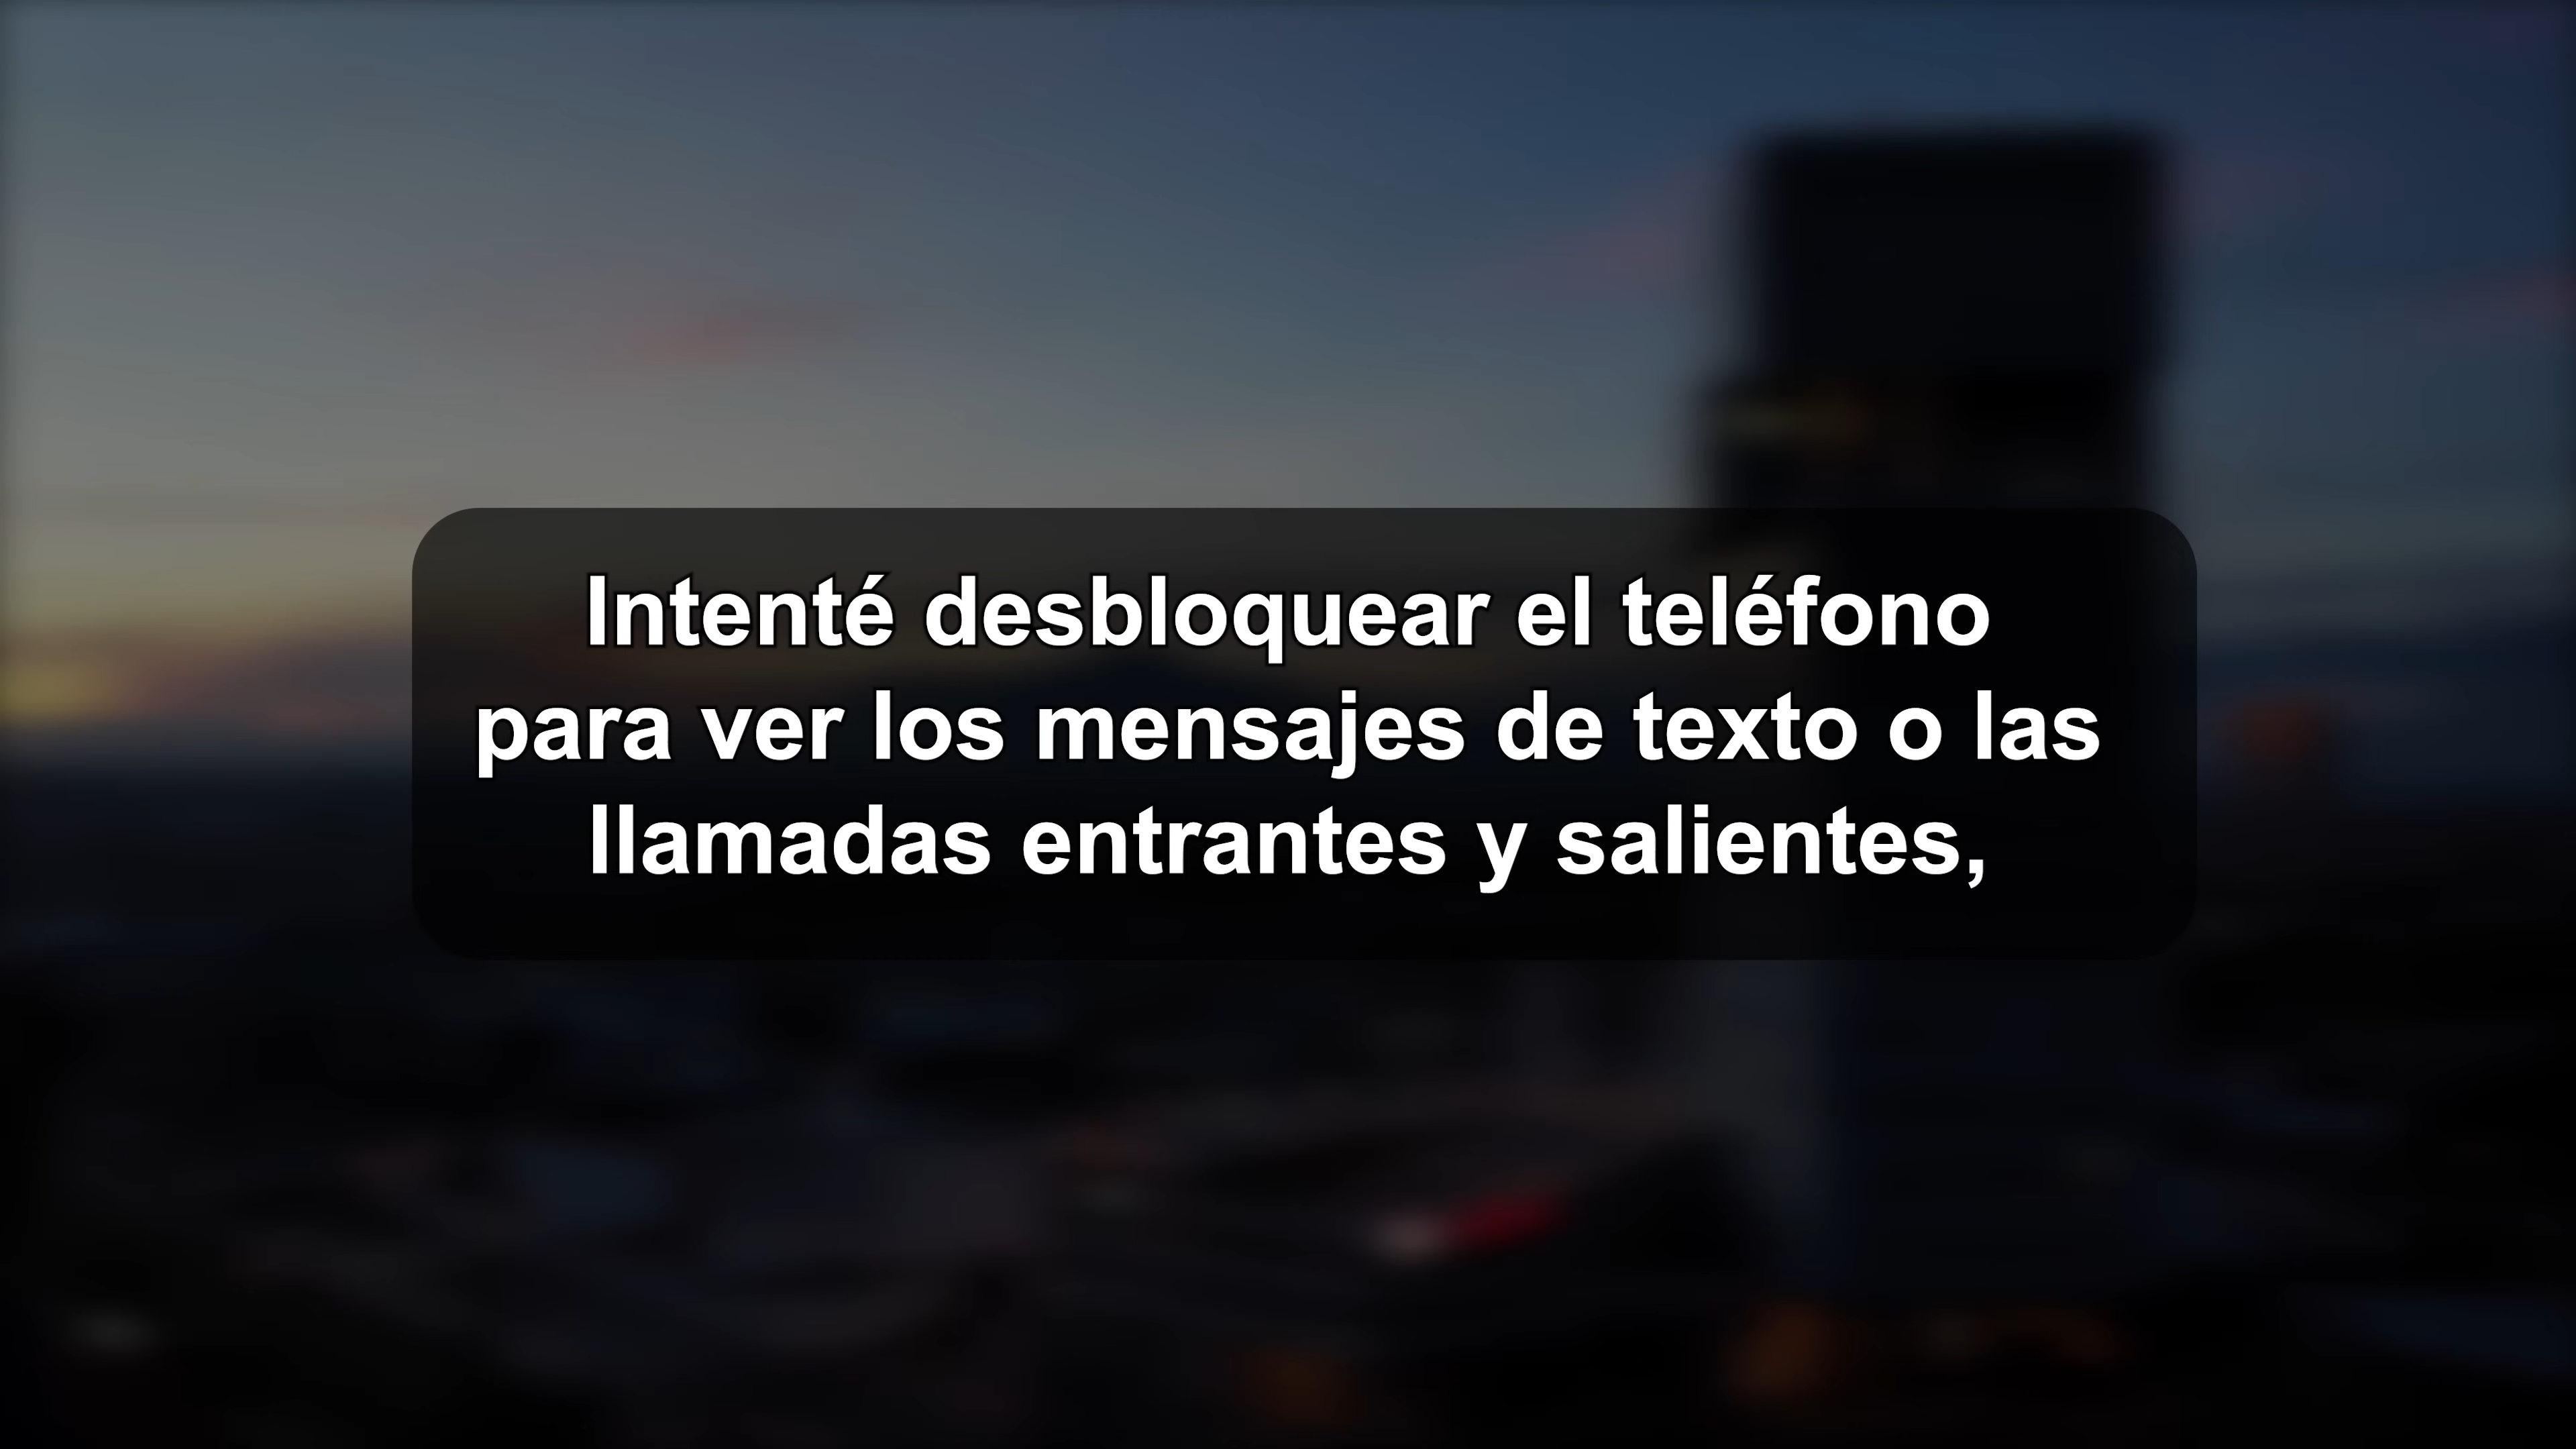 Intenté desbloquear el teléfono
para ver los mensajes de texto o las
llamadas entrantes y salientes,